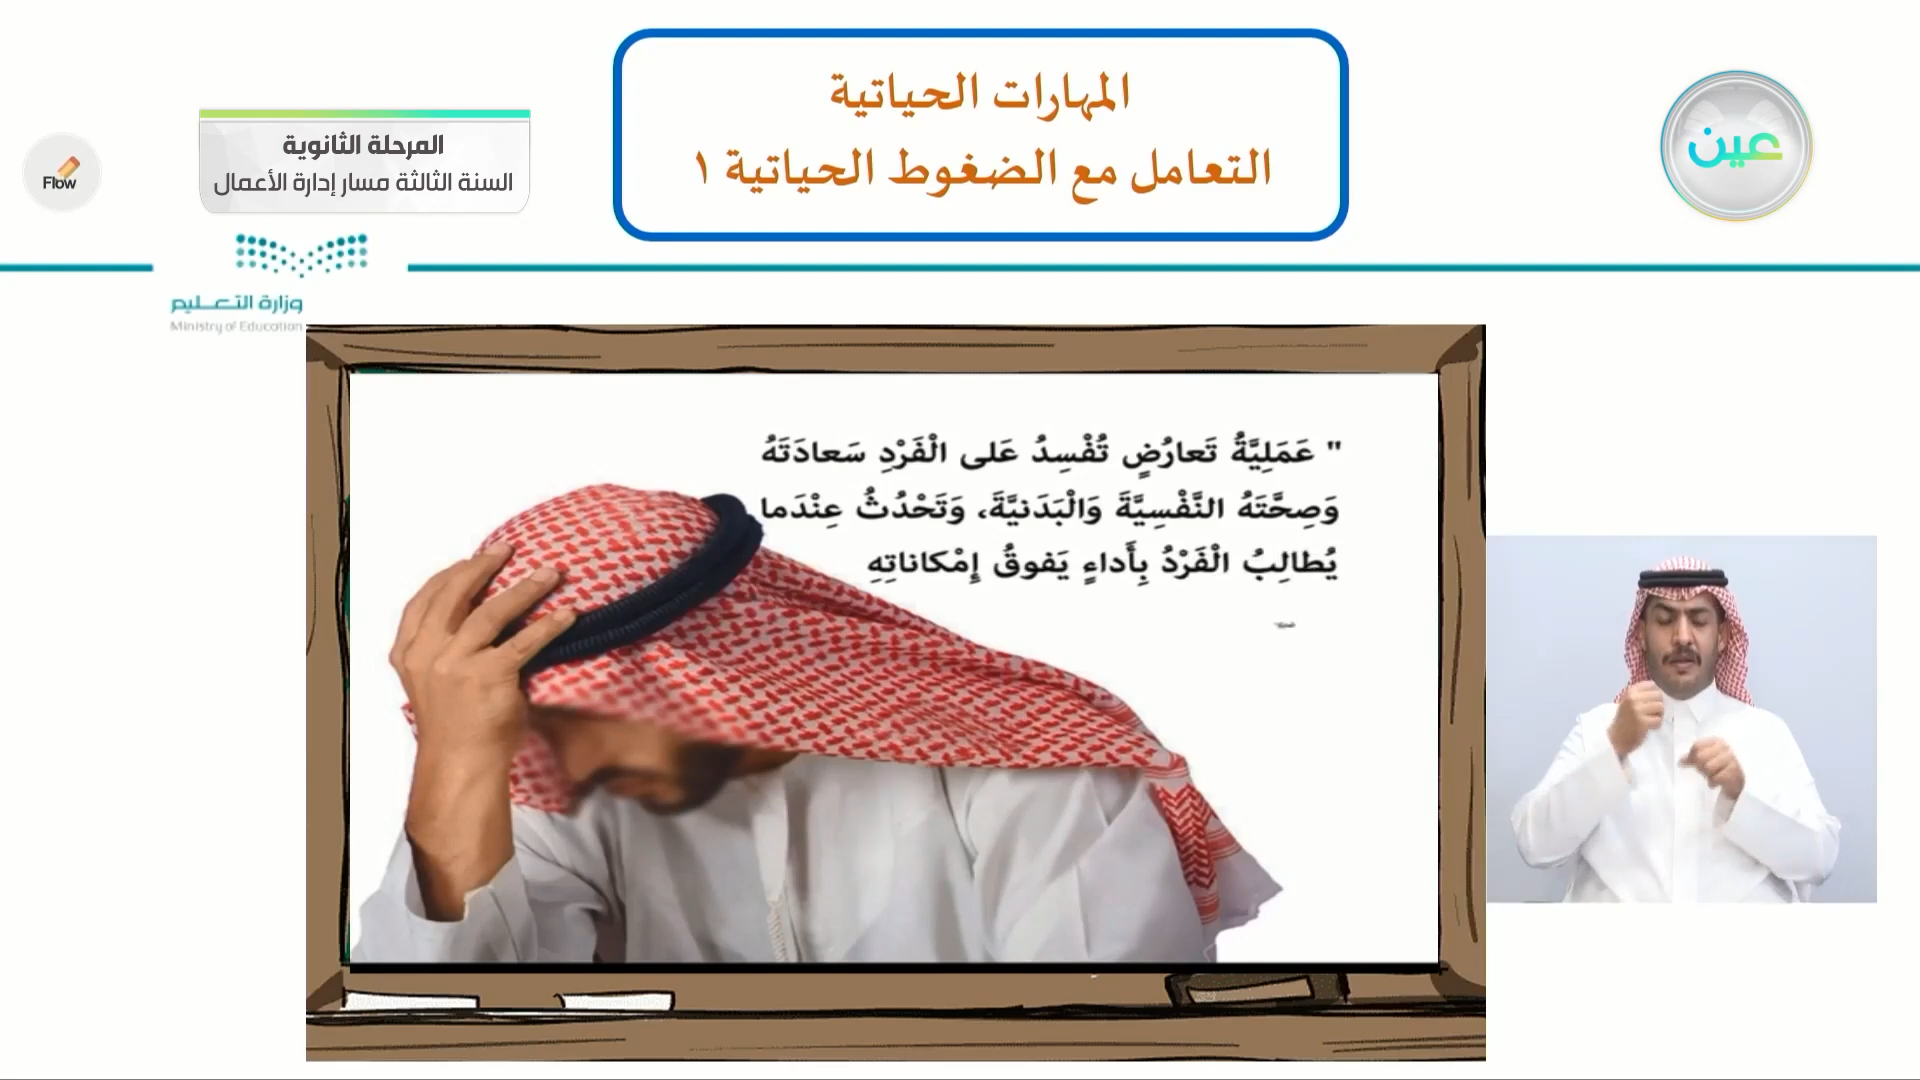 المهارات الحياتية
التعامل مع الضغوط الحياتية ١
عين
المرحلة الثانوية
السنة الثالثة مسار إدارة الأعمال
Flow
وزارة التعليم
Ministry of Education
" عَمَلِيَّةُ تَعارُضٍ تُفْسِدُ عَلى الْفَرْدِ سَعادَتَهُ
وَصِحَّتَهُ النَّفْسِيَّةَ وَالْبَدَنيَّةَ، وَتَحْدُثُ عِنْدَما
يُطالِبُ الْفَرْدُ بِأَداءٍ يَفوقُ إِمْكاناتِهِ